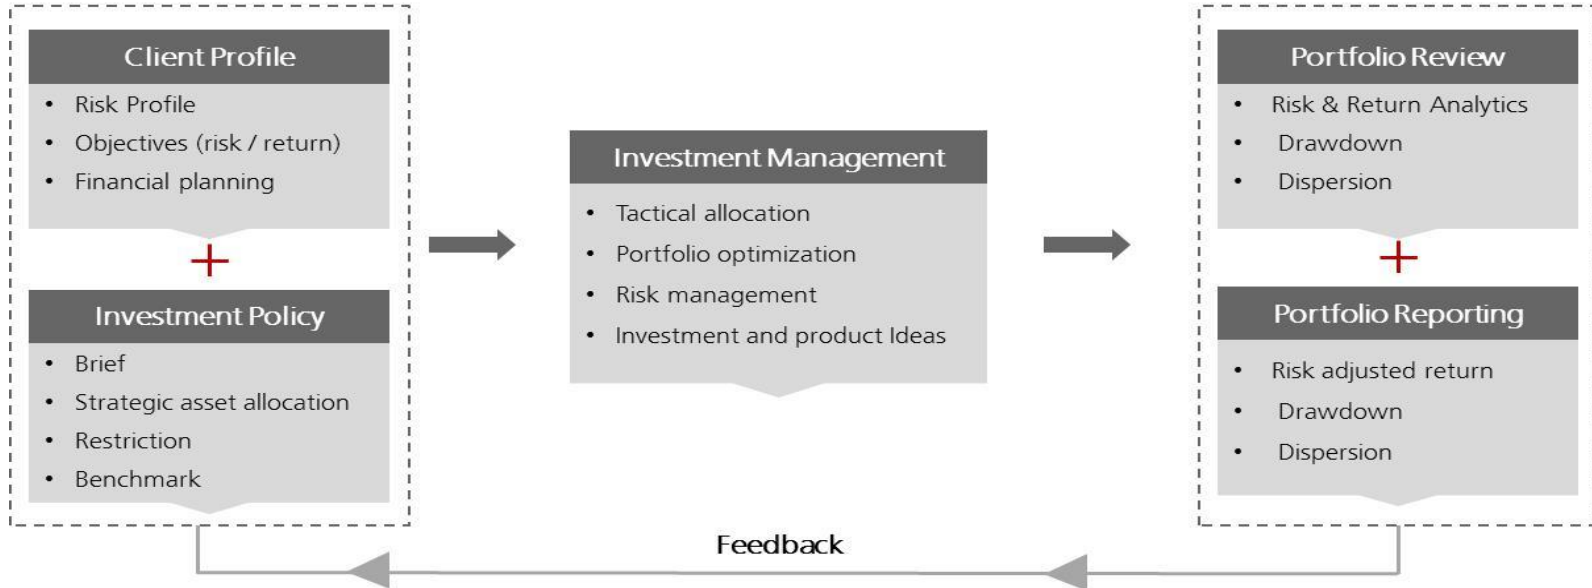 Client Profile
• Risk Profile
• Objectives (risk / return)
• Financial planning
+
Investment Policy
• Brief
• Strategic asset allocation
• Restriction
• Benchmark
Investment Management
• Tactical allocation
• Portfolio optimization
• Risk management
• Investment and product Ideas
Portfolio Review
• Risk & Return Analytics
• Drawdown
• Dispersion
+
Portfolio Reporting
• Risk adjusted return
• Drawdown
• Dispersion
Feedback